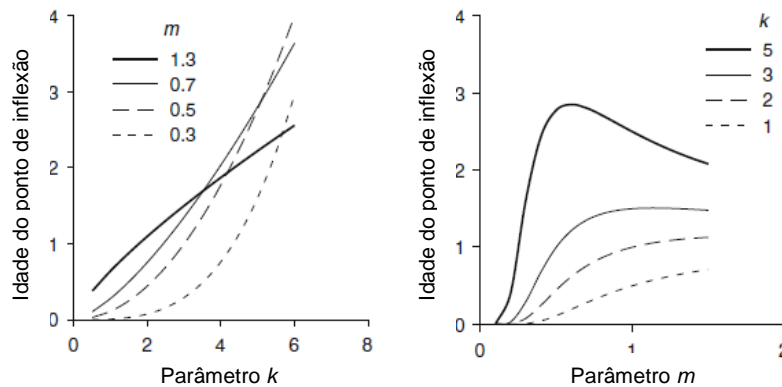 m
1.3
0.7
0.5
0.3
4
3
2
1
0
0 2 4 6 8
Idade do ponto de inflexão
Parâmetro k
k
5
3
2
1
4
3
2
1
0
0 1 2
Idade do ponto de inflexão
Parâmetro m